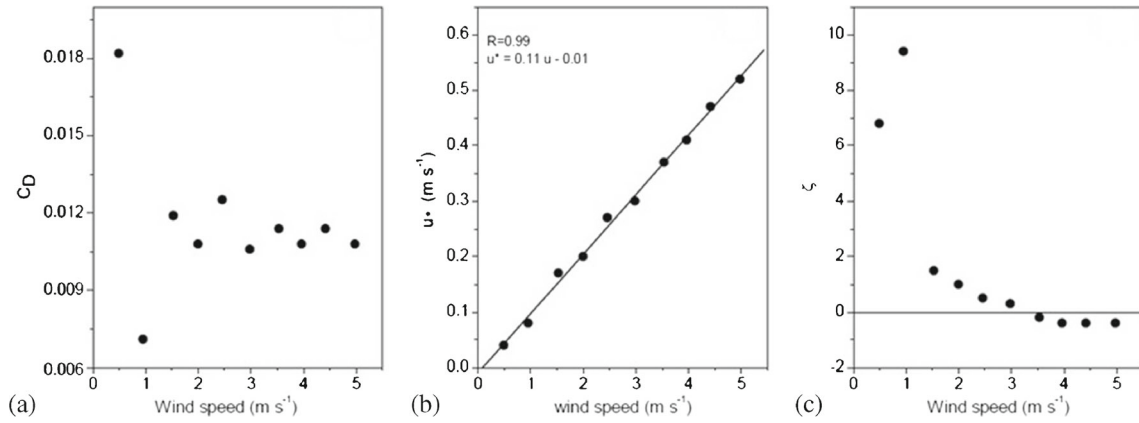 0.018
0.015
0.012
0.009
0.006
C_D
0 1 2 3 4 5
Wind speed (m s⁻¹)
(a)
0.6
0.5
0.4
0.3
0.2
0.1
0.0
u* (m s⁻¹)
R=0.99
u* = 0.11 u - 0.01
0 1 2 3 4 5
wind speed (m s⁻¹)
(b)
10
8
6
4
2
0
-2
ζ
0 1 2 3 4 5
Wind speed (m s⁻¹)
(c)